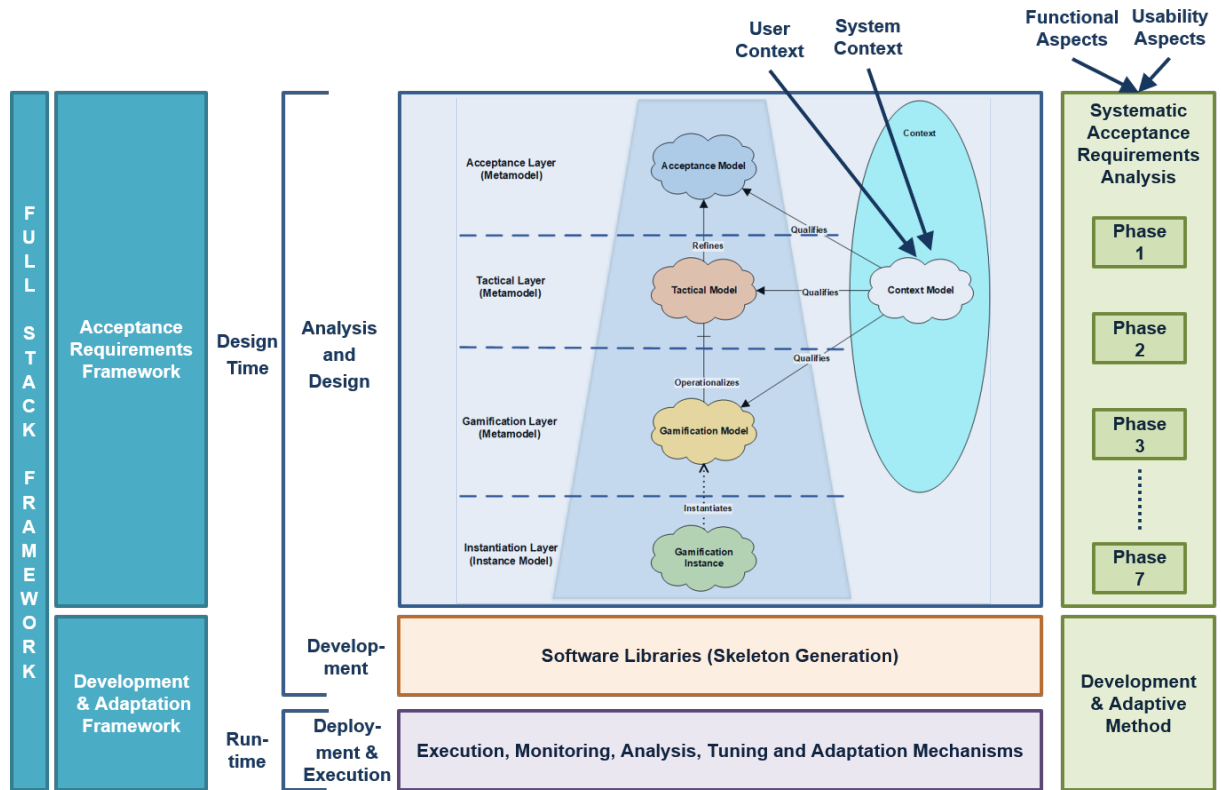 User
Context
System
Context
Functional
Aspects
Usability
Aspects
FULL STACK FRAMEWORK
Acceptance
Requirements
Framework
Design
Time
Analysis
and
Design
Acceptance Layer
(Metamodel)
Acceptance Model
Context
Refines
Qualifies
Tactical Layer
(Metamodel)
Tactical Model
Qualifies
Context Model
Qualifies
Operationalizes
Gamification Layer
(Metamodel)
Gamification Model
Instantiates
Instantiation Layer
(Instance Model)
Gamification
Instance
Systematic
Acceptance
Requirements
Analysis
Phase
1
Phase
2
Phase
3
Phase
7
Development
& Adaptation
Framework
Develop-
ment
Software Libraries (Skeleton Generation)
Development
& Adaptive
Method
Run-
time
Deploy-
ment &
Execution
Execution, Monitoring, Analysis, Tuning and Adaptation Mechanisms